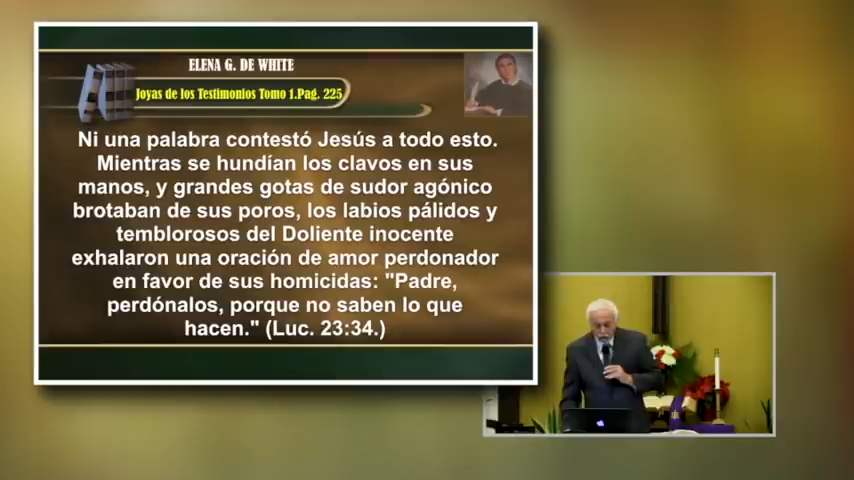 ELENA G. DE WHITE
Joyas de los Testimonios Tomo 1.Pag. 225
Ni una palabra contestó Jesús a todo esto.
Mientras se hundían los clavos en sus
manos, y grandes gotas de sudor agónico
brotaban de sus poros, los labios pálidos y
temblorosos del Doliente inocente
exhalaron una oración de amor perdonador
en favor de sus homicidas: "Padre,
perdónalos, porque no saben lo que
hacen." (Luc. 23:34.)